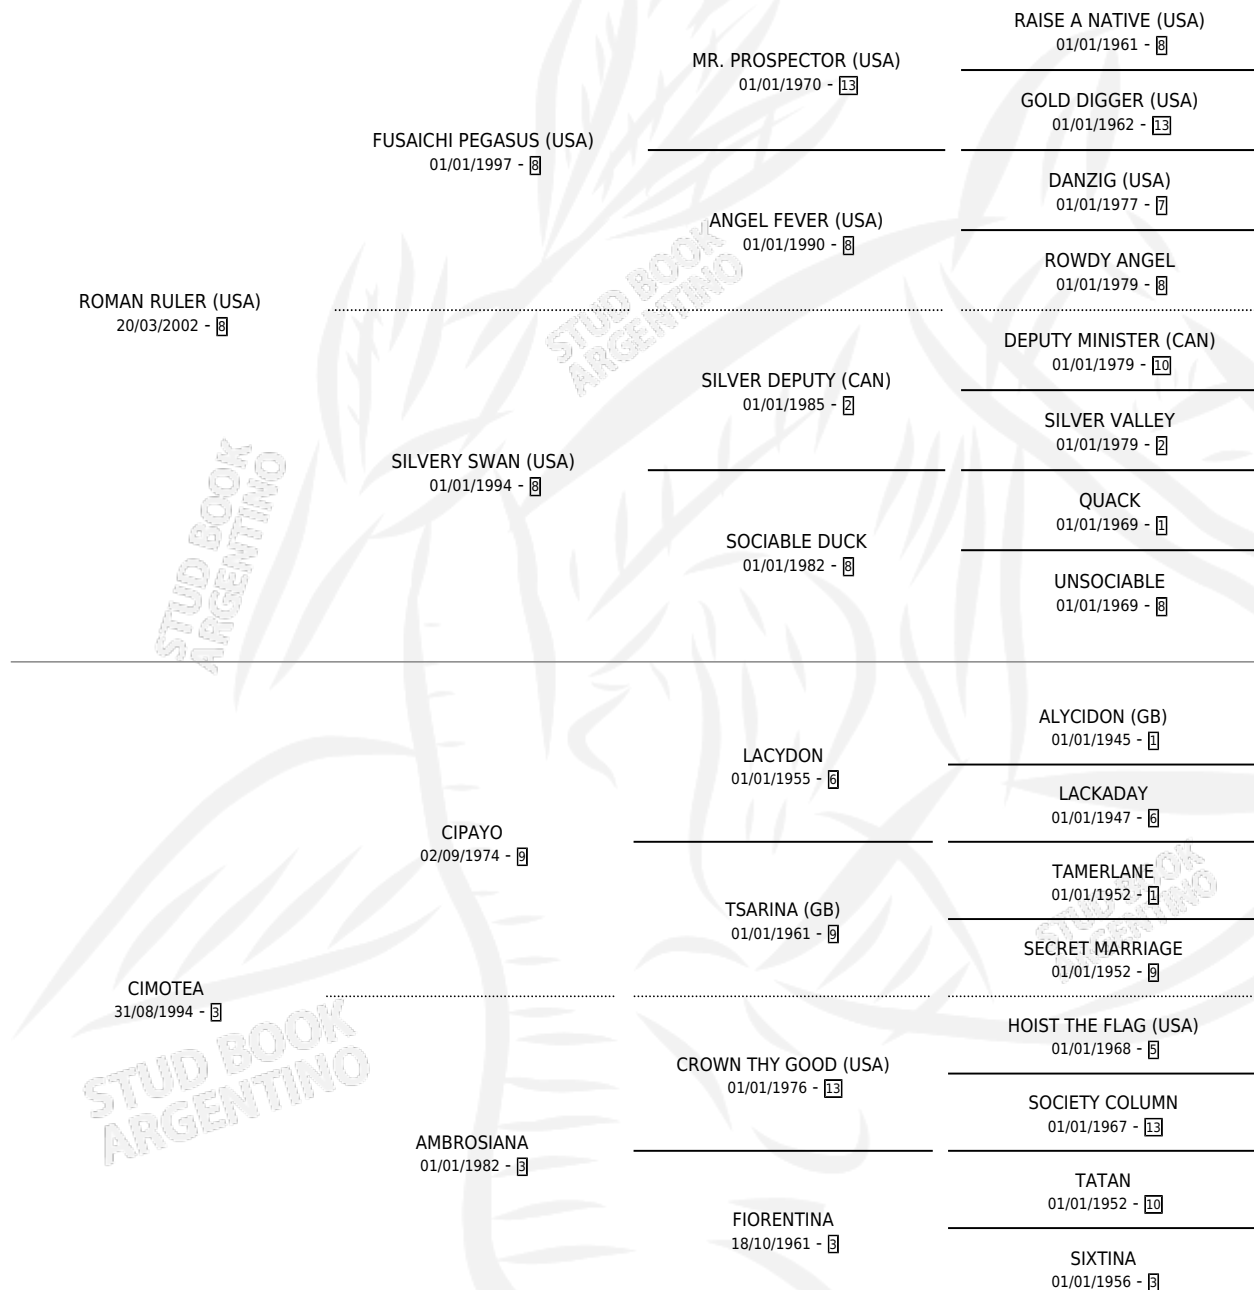 RAISE A NATIVE (USA)
01/01/1961 - 8
MR. PROSPECTOR (USA)
01/01/1970 - 13
GOLD DIGGER (USA)
01/01/1962 - 13
FUSAICHI PEGASUS (USA)
01/01/1997 - 8
DANZIG (USA)
01/01/1977 - 7
ANGEL FEVER (USA)
01/01/1990 - 8
ROWDY ANGEL
01/01/1979 - 8
ROMAN RULER (USA)
20/03/2002 - 8
DEPUTY MINISTER (CAN)
01/01/1979 - 10
SILVER DEPUTY (CAN)
01/01/1985 - 2
SILVER VALLEY
01/01/1979 - 2
SILVERY SWAN (USA)
01/01/1994 - 8
QUACK
01/01/1969 - 1
SOCIABLE DUCK
01/01/1982 - 8
UNSOCIABLE
01/01/1969 - 8
STUD BOOK
ARGENTINO
STUD BOOK
ARGENTINO
ALYCIDON (GB)
01/01/1945 - 1
LACYDON
01/01/1955 - 6
LACKADAY
01/01/1947 - 6
CIPAYO
02/09/1974 - 9
TAMERLANE
01/01/1952 - 1
TSARINA (GB)
01/01/1961 - 9
SECRET MARRIAGE
01/01/1952 - 9
STUD BOOK
ARGENTINO
CIMOTEA
31/08/1994 - 3
HOIST THE FLAG (USA)
01/01/1968 - 5
CROWN THY GOOD (USA)
01/01/1976 - 13
SOCIETY COLUMN
01/01/1967 - 13
STUD BOOK
ARGENTINO
AMBROSIANA
01/01/1982 - 3
TATAN
01/01/1952 - 10
FIORENTINA
18/10/1961 - 3
SIXTINA
01/01/1956 - 3